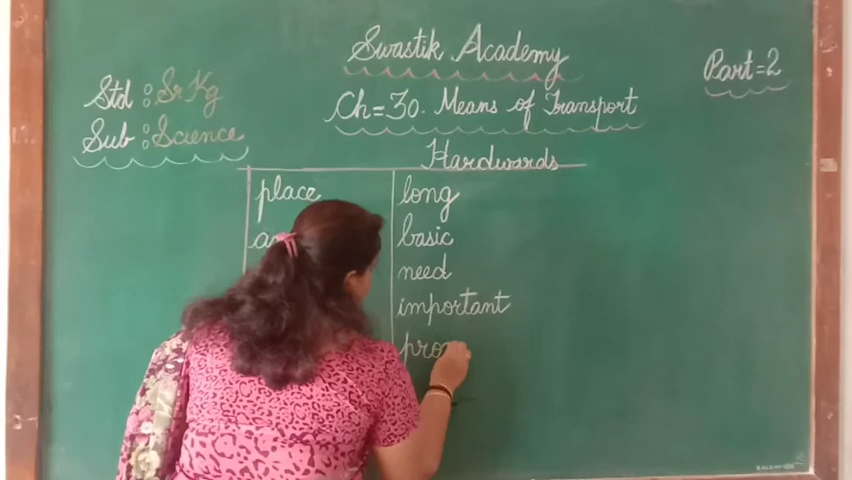 Swastik Academy
Part=2
Std : Sr Kg
Ch=30. Means of Transport
Sub : Science
Hardwards
place
long
basic
need
important